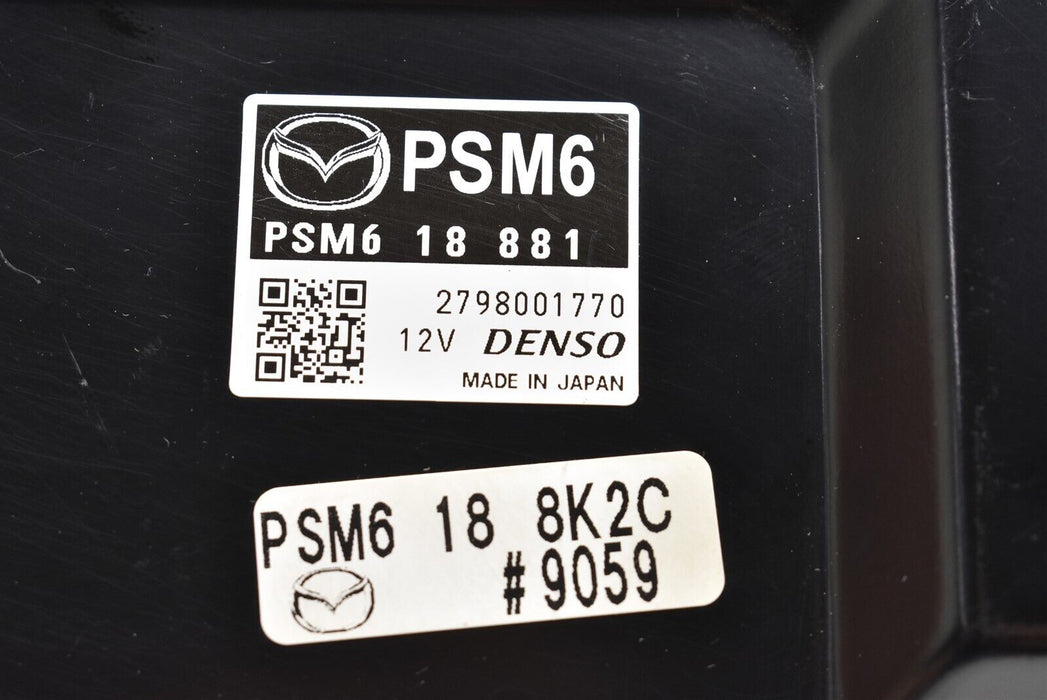 PSM6
PSM6 18 881
2798001770
12V DENSO
MADE IN JAPAN
PSM6 18 8K2C
#9059